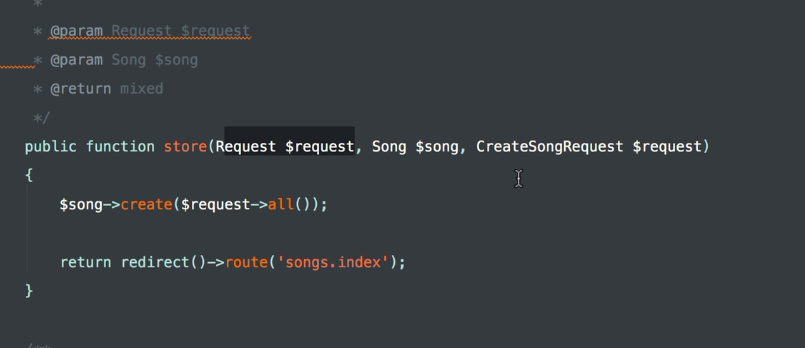 *
* @param Request $request
* @param Song $song
* @return mixed
*/
public function store(Request $request, Song $song, CreateSongRequest $request)
{
$song->create($request->all());
return redirect()->route('songs.index');
}